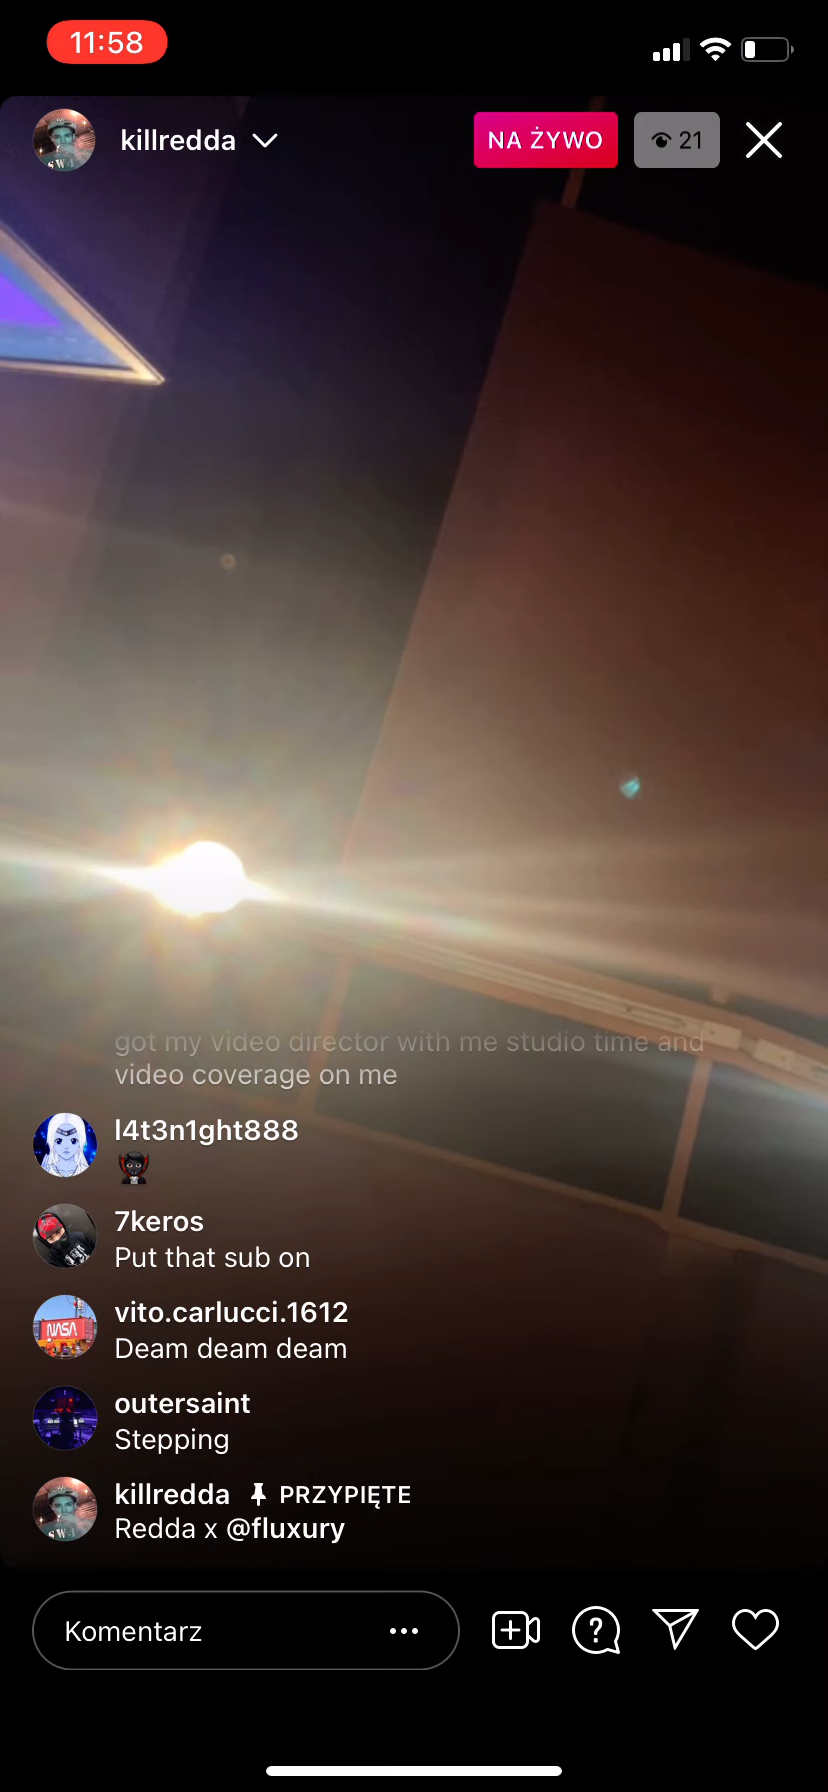 11:58
killredda
NA ŻYWO
21
got my video director with me studio time and
video coverage on me
l4t3n1ght888
7keros
Put that sub on
NASA
vito.carlucci.1612
Deam deam deam
outersaint
Stepping
killredda PRZYPIĘTE
Redda x @fluxury
Komentarz